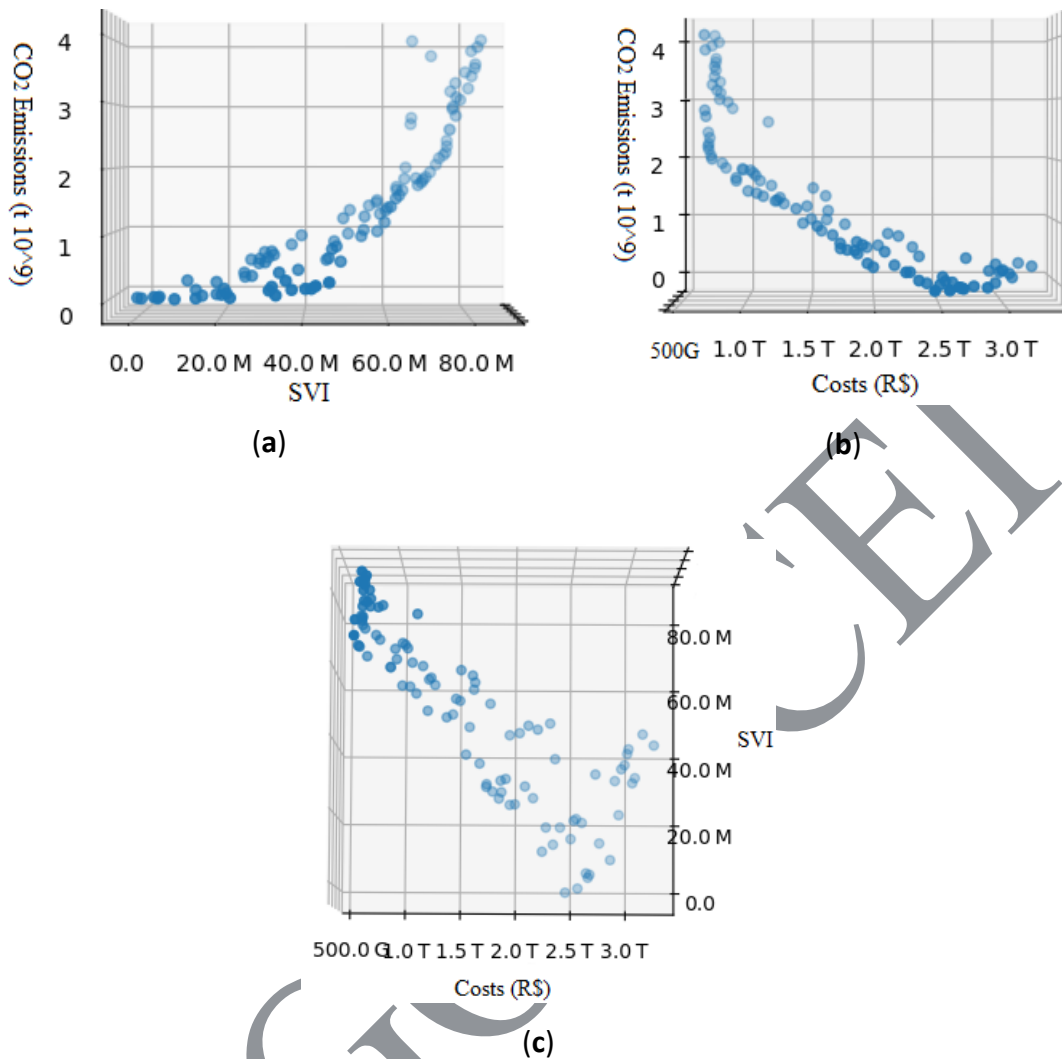 CO2 Emissions (t 10^9)
4
3
2
1
0
0.0 20.0 M 40.0 M 60.0 M 80.0 M
SVI
(a)
CO2 Emissions (t 10^9)
4
3
2
1
0
500G 1.0 T 1.5 T 2.0 T 2.5 T 3.0 T
Costs (R$)
(b)
80.0 M
60.0 M
SVI
40.0 M
20.0 M
0.0
500.0 G 1.0 T 1.5 T 2.0 T 2.5 T 3.0 T
Costs (R$)
(c)